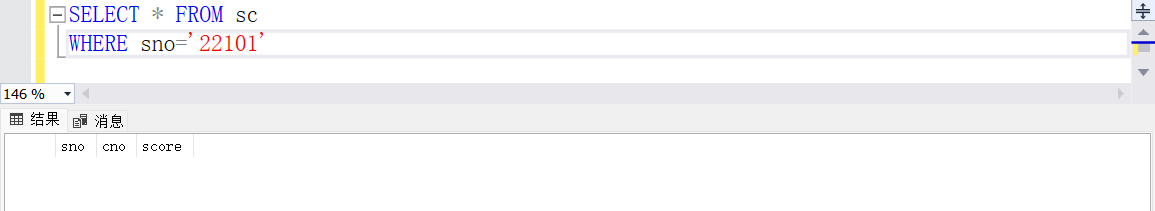 SELECT * FROM sc
WHERE sno='22101'
146 %
结果 消息
sno cno score